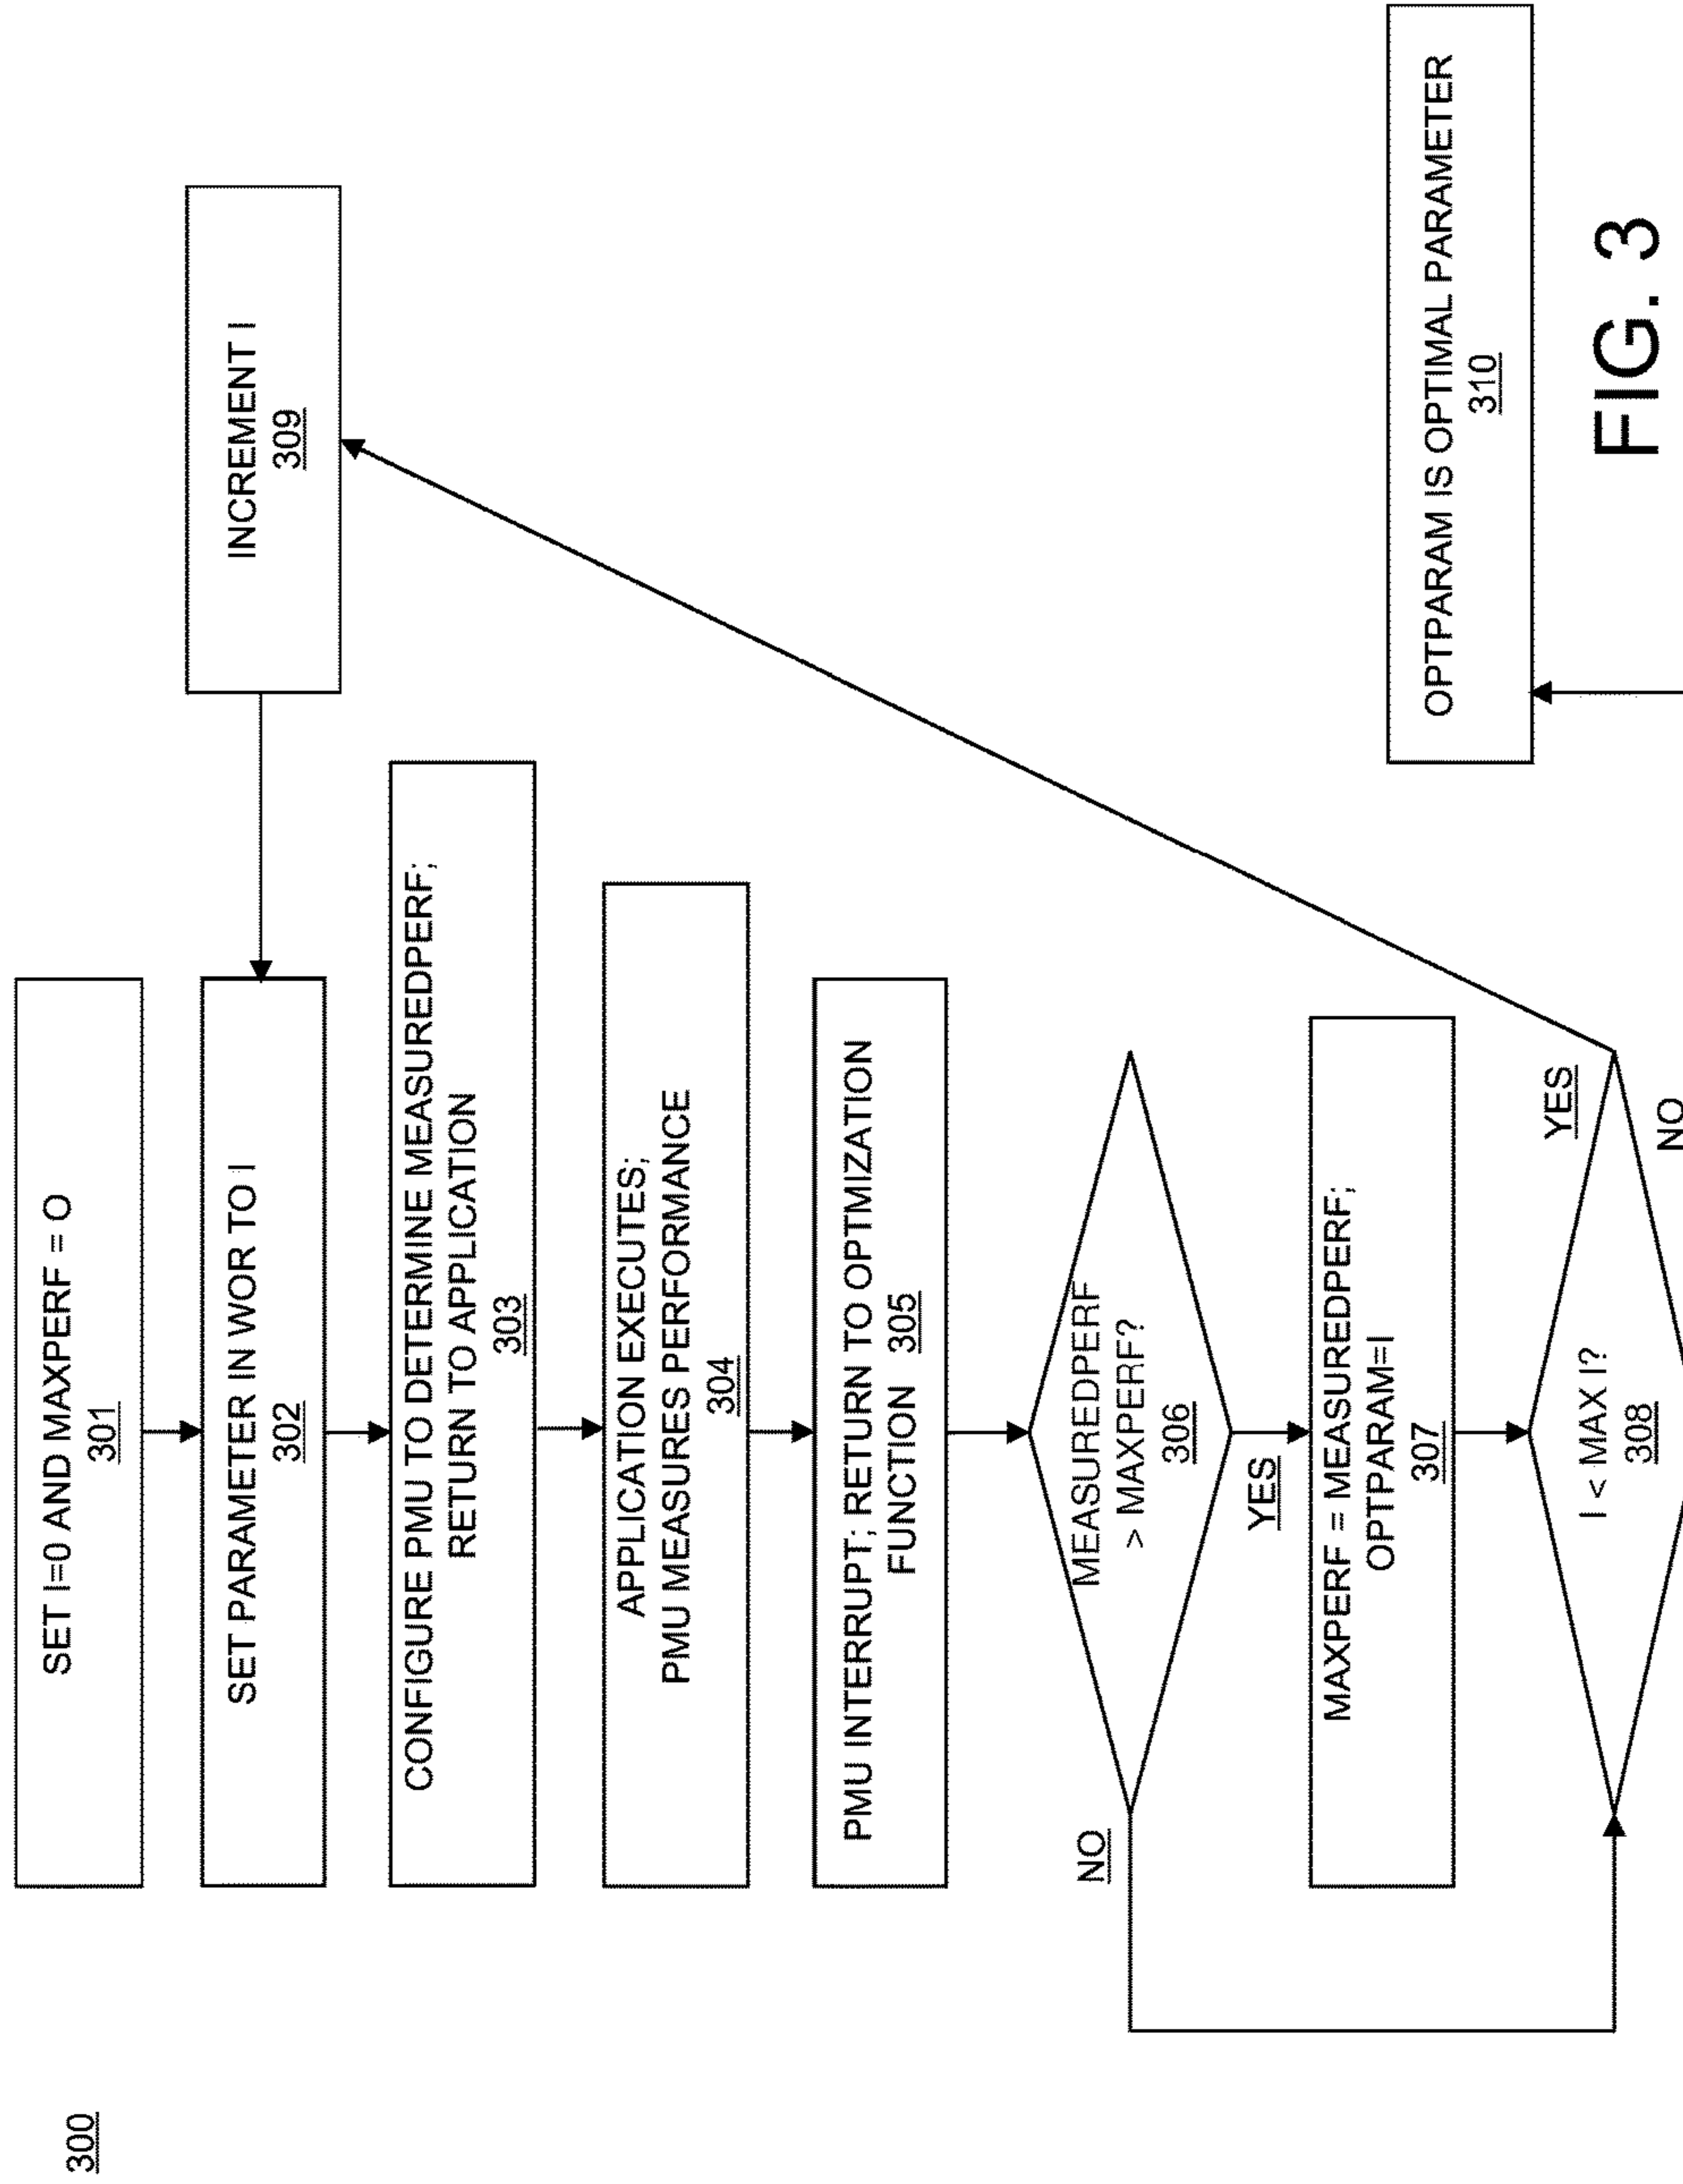 300
SET I=0 AND MAXPERF = O
301
SET PARAMETER IN WOR TO I
302
CONFIGURE PMU TO DETERMINE MEASUREDPERF;
RETURN TO APPLICATION
303
APPLICATION EXECUTES;
PMU MEASURES PERFORMANCE
304
PMU INTERRUPT; RETURN TO OPTMIZATION
FUNCTION 305
MEASUREDPERF
> MAXPERF?
306
NO
YES
MAXPERF = MEASUREDPERF;
OPTPARAM=I
307
I < MAX I?
308
YES
NO
INCREMENT I
309
OPTPARAM IS OPTIMAL PARAMETER
310
FIG. 3